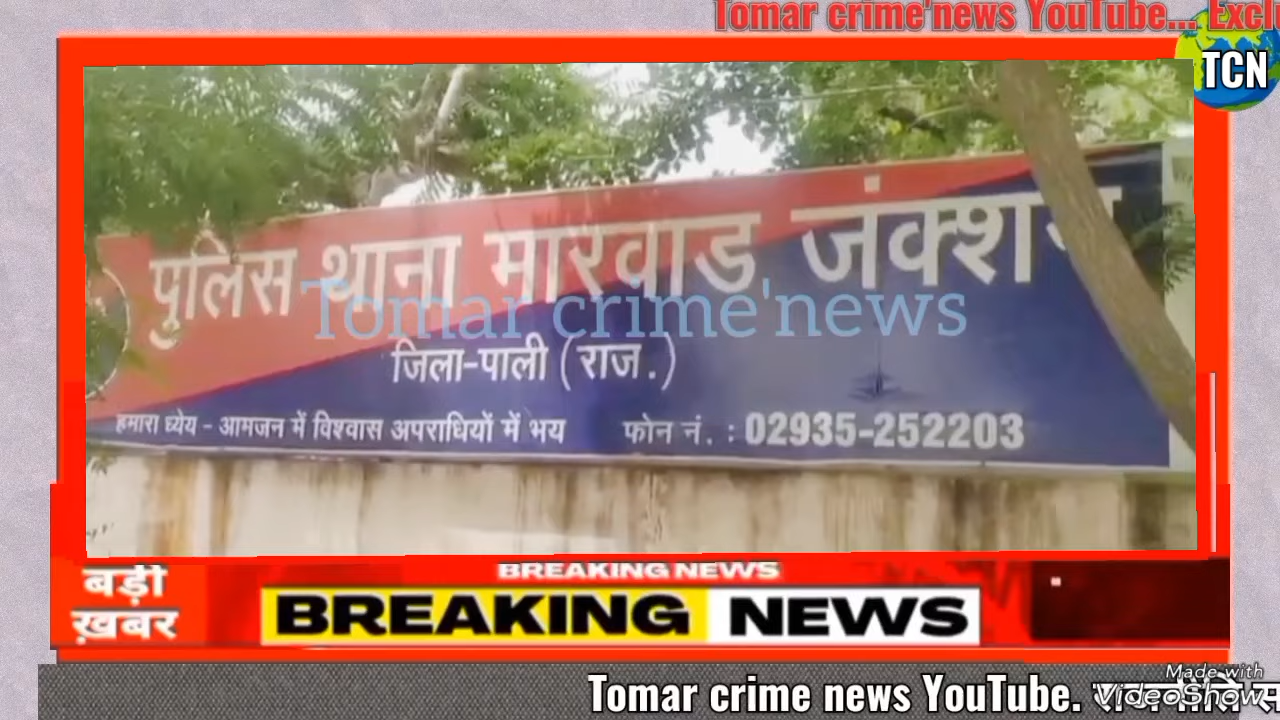 Tomar crime'news YouTube...
TCN
पुलिस थाना मारवाड जंक्शन
Tomar crime'news
जिला-पाली (राज.)
हमारा ध्येय - आमजन में विश्वास अपराधियों में भय फोन नं. : 02935-252203
BREAKING NEWS
बड़ी
ख़बर
BREAKING NEWS
Tomar crime news YouTube.
Made with
VideoShow